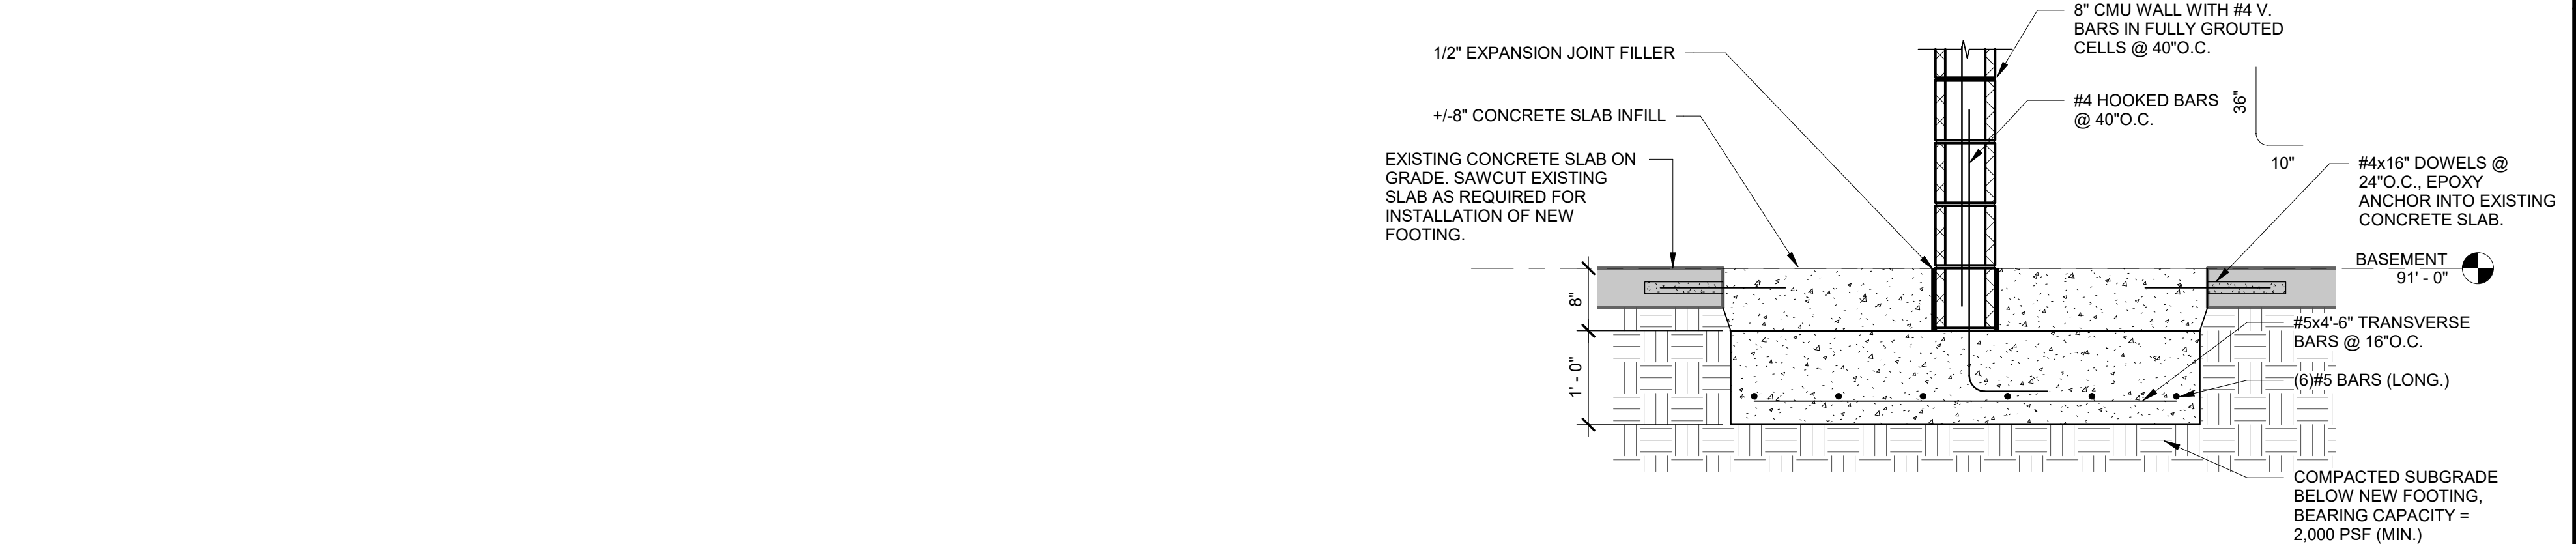 8" CMU WALL WITH #4 V.
BARS IN FULLY GROUTED
CELLS @ 40"O.C.
1/2" EXPANSION JOINT FILLER
#4 HOOKED BARS
@ 40"O.C.
36"
10"
+/-8" CONCRETE SLAB INFILL
EXISTING CONCRETE SLAB ON
GRADE. SAWCUT EXISTING
SLAB AS REQUIRED FOR
INSTALLATION OF NEW
FOOTING.
#4x16" DOWELS @
24"O.C., EPOXY
ANCHOR INTO EXISTING
CONCRETE SLAB.
BASEMENT
91' - 0"
8"
1' - 0"
#5x4'-6" TRANSVERSE
BARS @ 16"O.C.
(6)#5 BARS (LONG.)
COMPACTED SUBGRADE
BELOW NEW FOOTING,
BEARING CAPACITY =
2,000 PSF (MIN.)